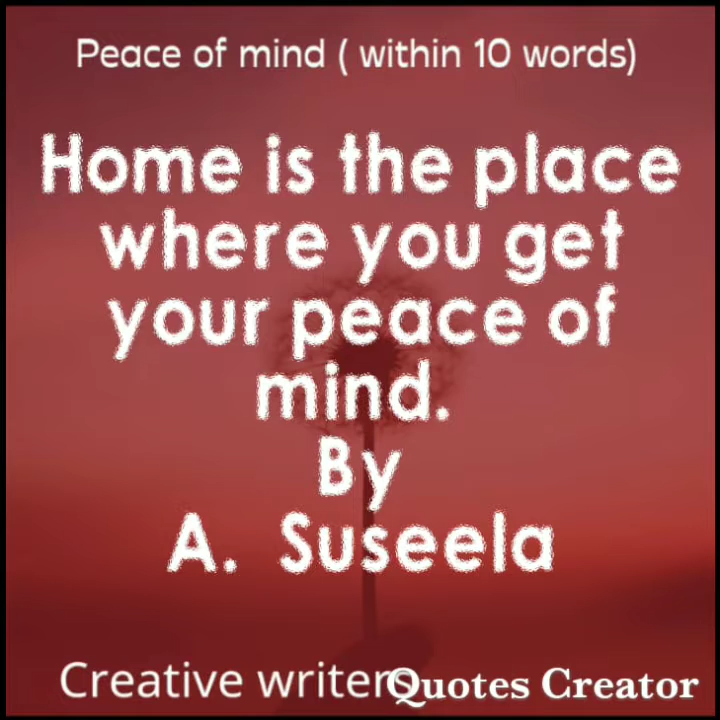 Peace of mind ( within 10 words)
Home is the place
where you get
your peace of
mind.
By
A. Suseela
Creative writers
Quotes Creator